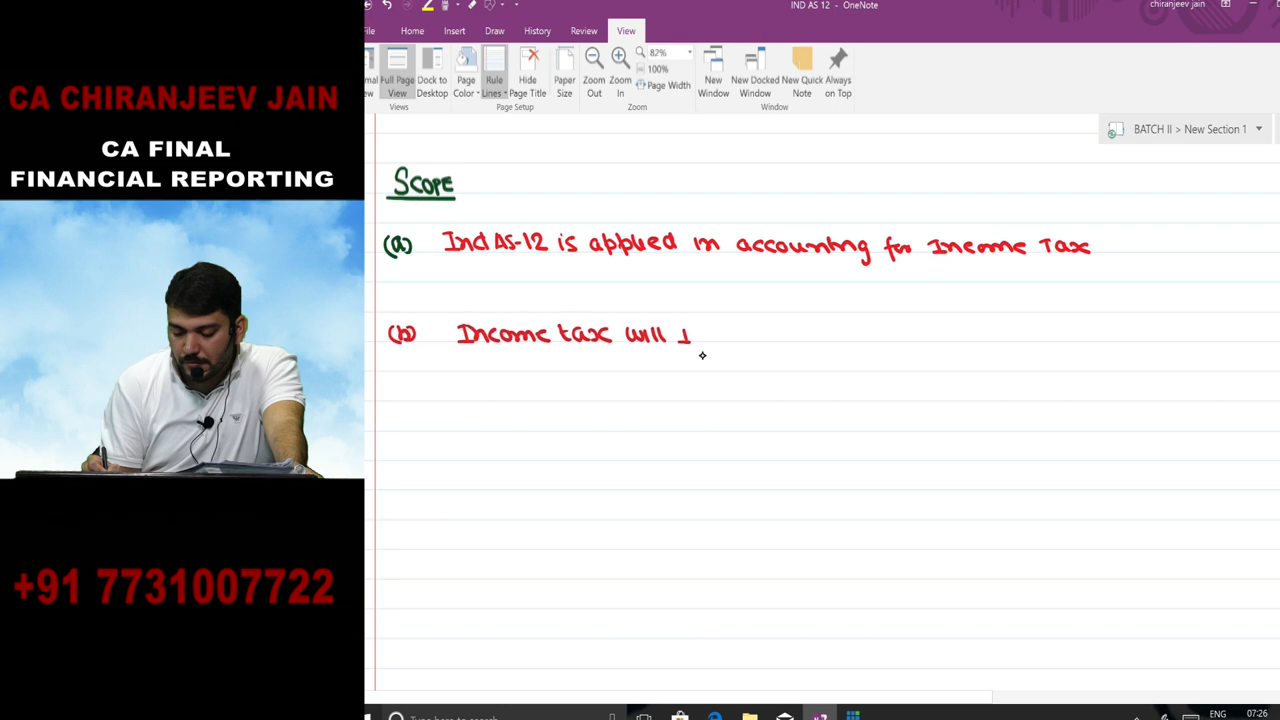 IND AS 12 - OneNote
chiranjeev jain
File Home Insert Draw History Review View
Full Page View
Dock to Desktop
Page Color
Rule Lines
Hide Page Title
Paper Size
Zoom Out
Zoom In
82%
100%
Page Width
New Window
New Docked Window
New Quick Note
Always on Top
Views Page Setup Zoom Window
BATCH II > New Section 1
CA CHIRANJEEV JAIN
CA FINAL
FINANCIAL REPORTING
+91 7731007722
SCOPE
(a) Ind AS-12 is applied in accounting for Income Tax
(b) Income tax will
ENG 07:26